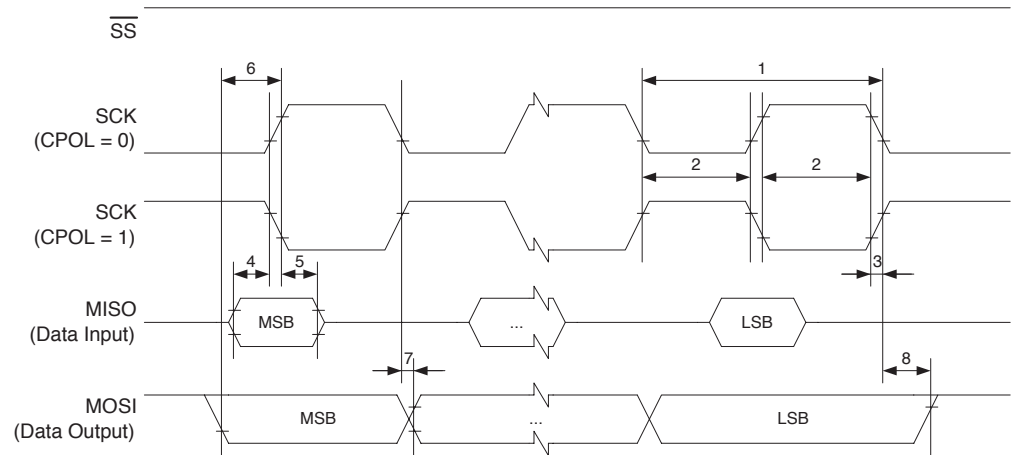 SS
6
1
SCK
(CPOL = 0)
2
2
SCK
(CPOL = 1)
4
5
3
MISO
(Data Input)
MSB
...
LSB
7
8
MOSI
(Data Output)
MSB
...
LSB